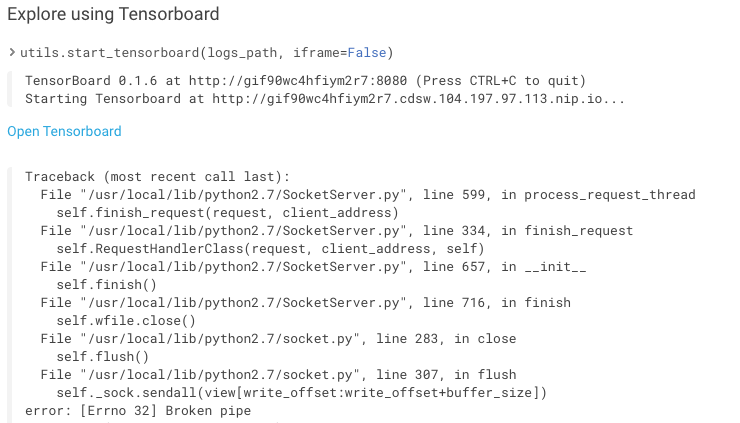 Explore using Tensorboard
> utils.start_tensorboard(logs_path, iframe=False)
TensorBoard 0.1.6 at http://gif90wc4hfiym2r7:8080 (Press CTRL+C to quit)
Starting Tensorboard at http://gif90wc4hfiym2r7.cdsw.104.197.97.113.nip.io...
Open Tensorboard
Traceback (most recent call last):
  File "/usr/local/lib/python2.7/SocketServer.py", line 599, in process_request_thread
    self.finish_request(request, client_address)
  File "/usr/local/lib/python2.7/SocketServer.py", line 334, in finish_request
    self.RequestHandlerClass(request, client_address, self)
  File "/usr/local/lib/python2.7/SocketServer.py", line 657, in __init__
    self.finish()
  File "/usr/local/lib/python2.7/SocketServer.py", line 716, in finish
    self.wfile.close()
  File "/usr/local/lib/python2.7/socket.py", line 283, in close
    self.flush()
  File "/usr/local/lib/python2.7/socket.py", line 307, in flush
    self._sock.sendall(view[write_offset:write_offset+buffer_size])
error: [Errno 32] Broken pipe